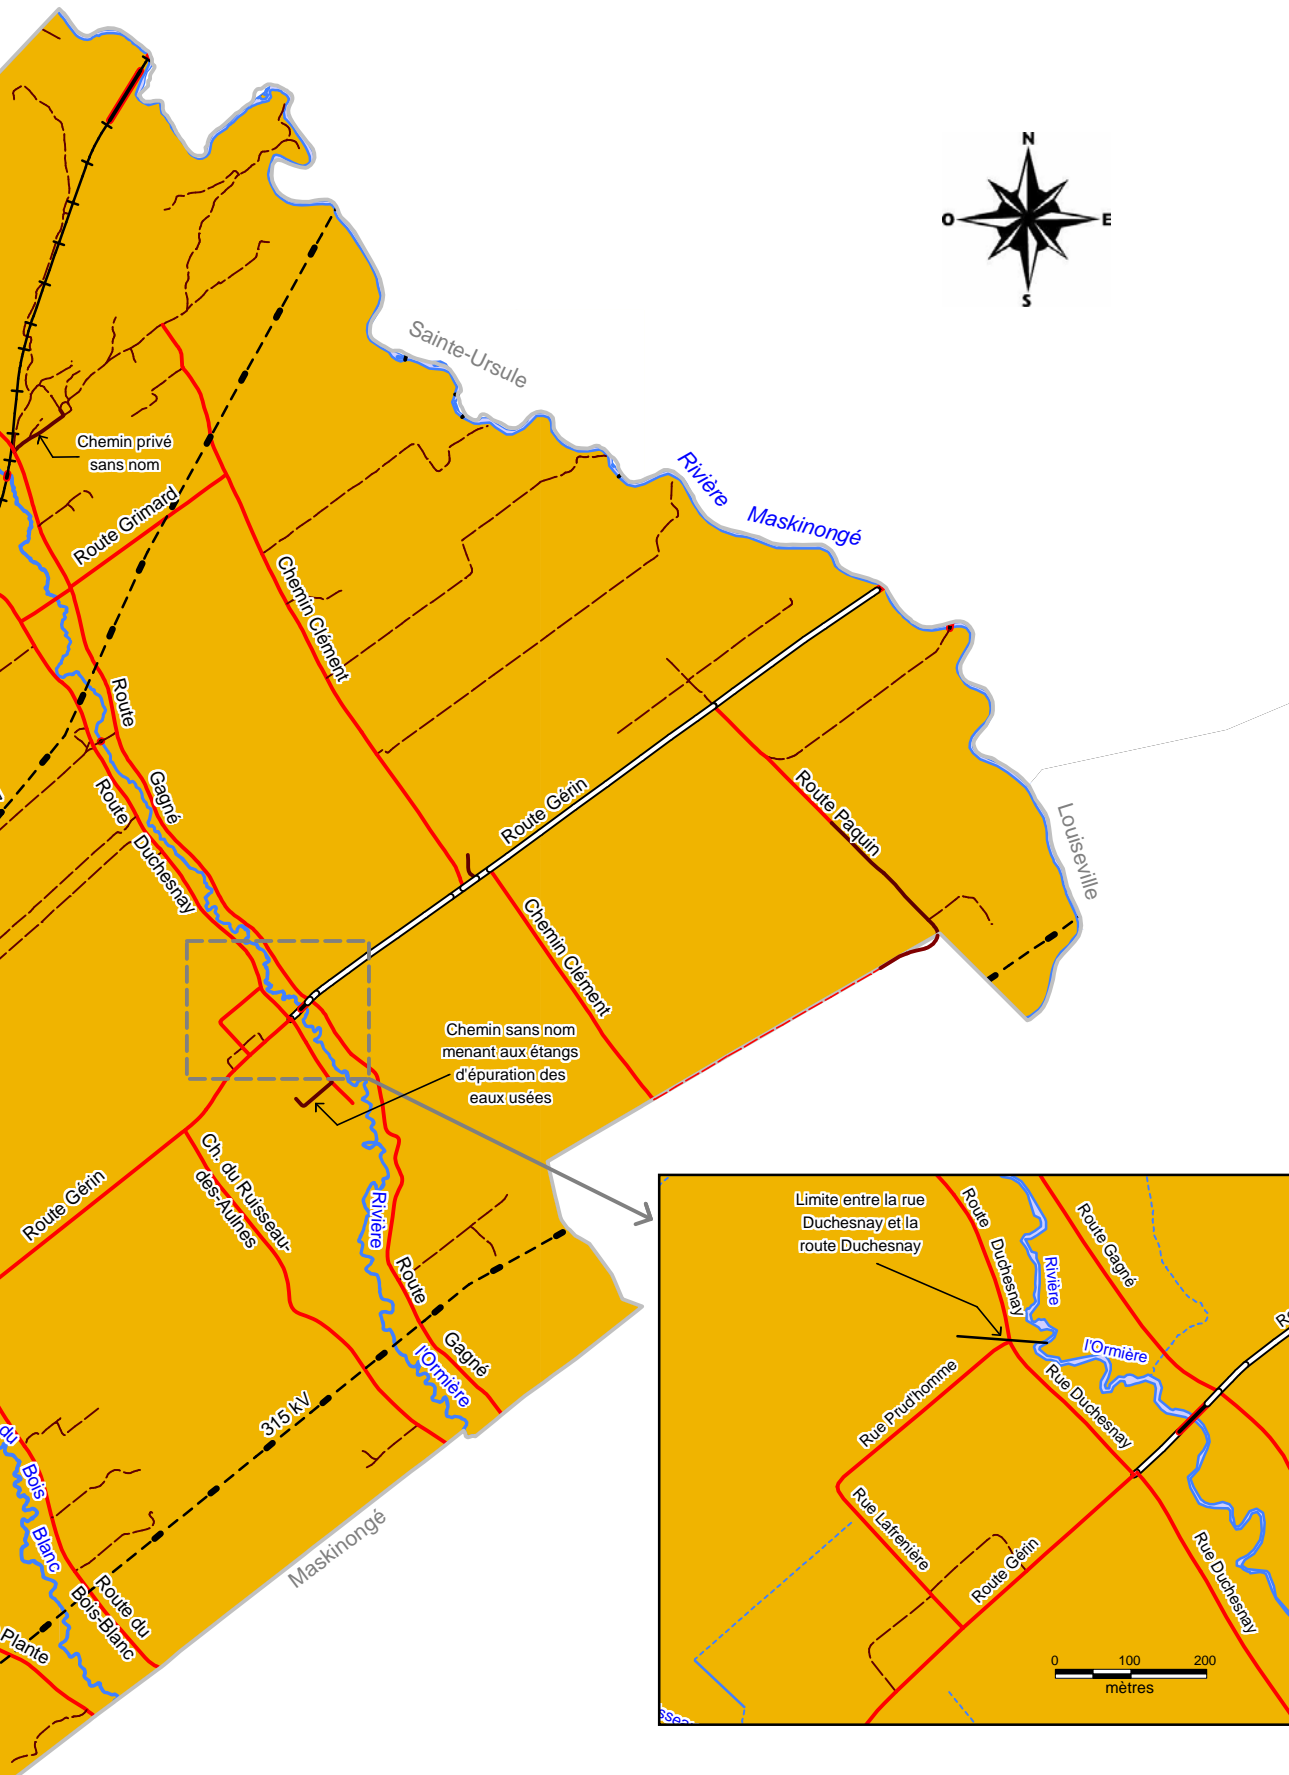 N
O
E
S
Sainte-Ursule
Chemin privé
sans nom
Rivière
Maskinongé
Route Grimard
Chemin Clément
Route
Gagné
Route
Duchesnay
Route Gérin
Route Paquin
Louiseville
Chemin Clément
Chemin sans nom
menant aux étangs
d'épuration des
eaux usées
Ch. du Ruisseau-
des-Aulnes
Route Gérin
Rivière
l'Ormière
Route
Gagné
315 kV
Maskinongé
du
Bois
Blanc
Route du
Bois-Blanc
Plante
Limite entre la rue
Duchesnay et la
route Duchesnay
Route
Duchesnay
Rivière
l'Ormière
Route Gagné
Rue Prud'homme
Rue Duchesnay
Rue Lafrenière
Route Gérin
Rue Duchesnay
0 100 200
mètres